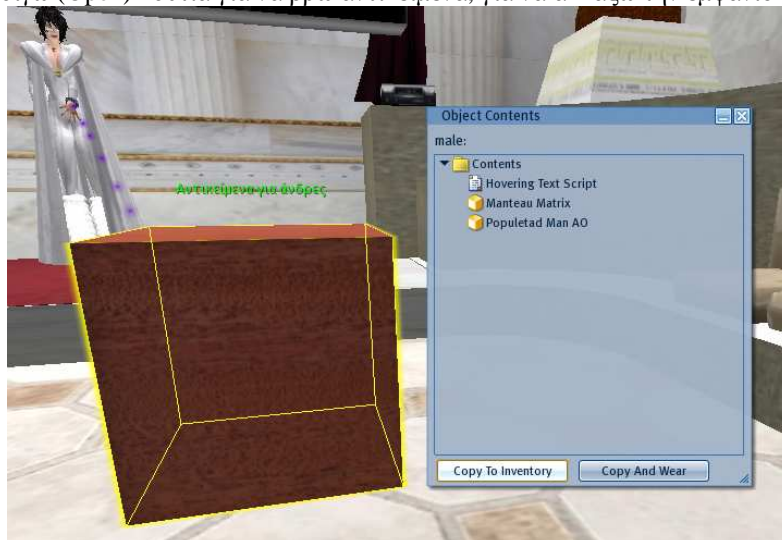 Object Contents
male:
Contents
Hovering Text Script
Manteau Matrix
Populetad Man AO
Αντικείμενα για άνδρες
Copy To Inventory
Copy And Wear